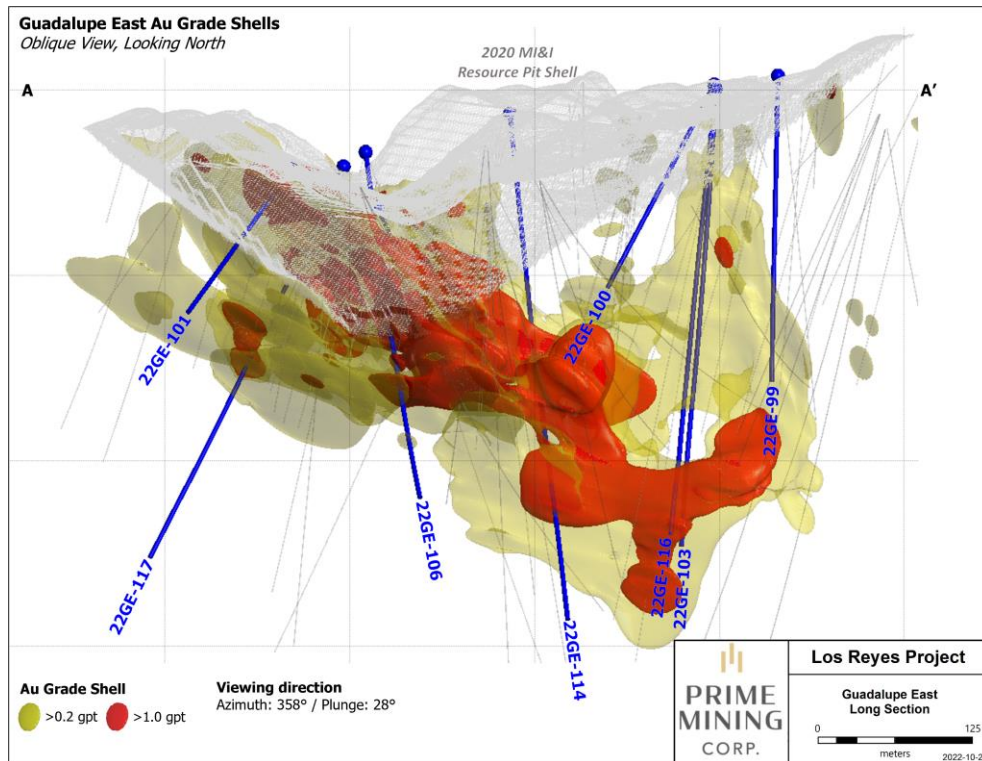 Guadalupe East Au Grade Shells
Oblique View, Looking North
2020 MI&I
Resource Pit Shell
A
A'
22GE-101
22GE-117
22GE-106
22GE-114
22GE-100
22GE-116
22GE-103
22GE-99
Au Grade Shell
>0.2 gpt
>1.0 gpt
Viewing direction
Azimuth: 358° / Plunge: 28°
PRIME
MINING
CORP.
Los Reyes Project
Guadalupe East
Long Section
0
125
meters
2022-10-2